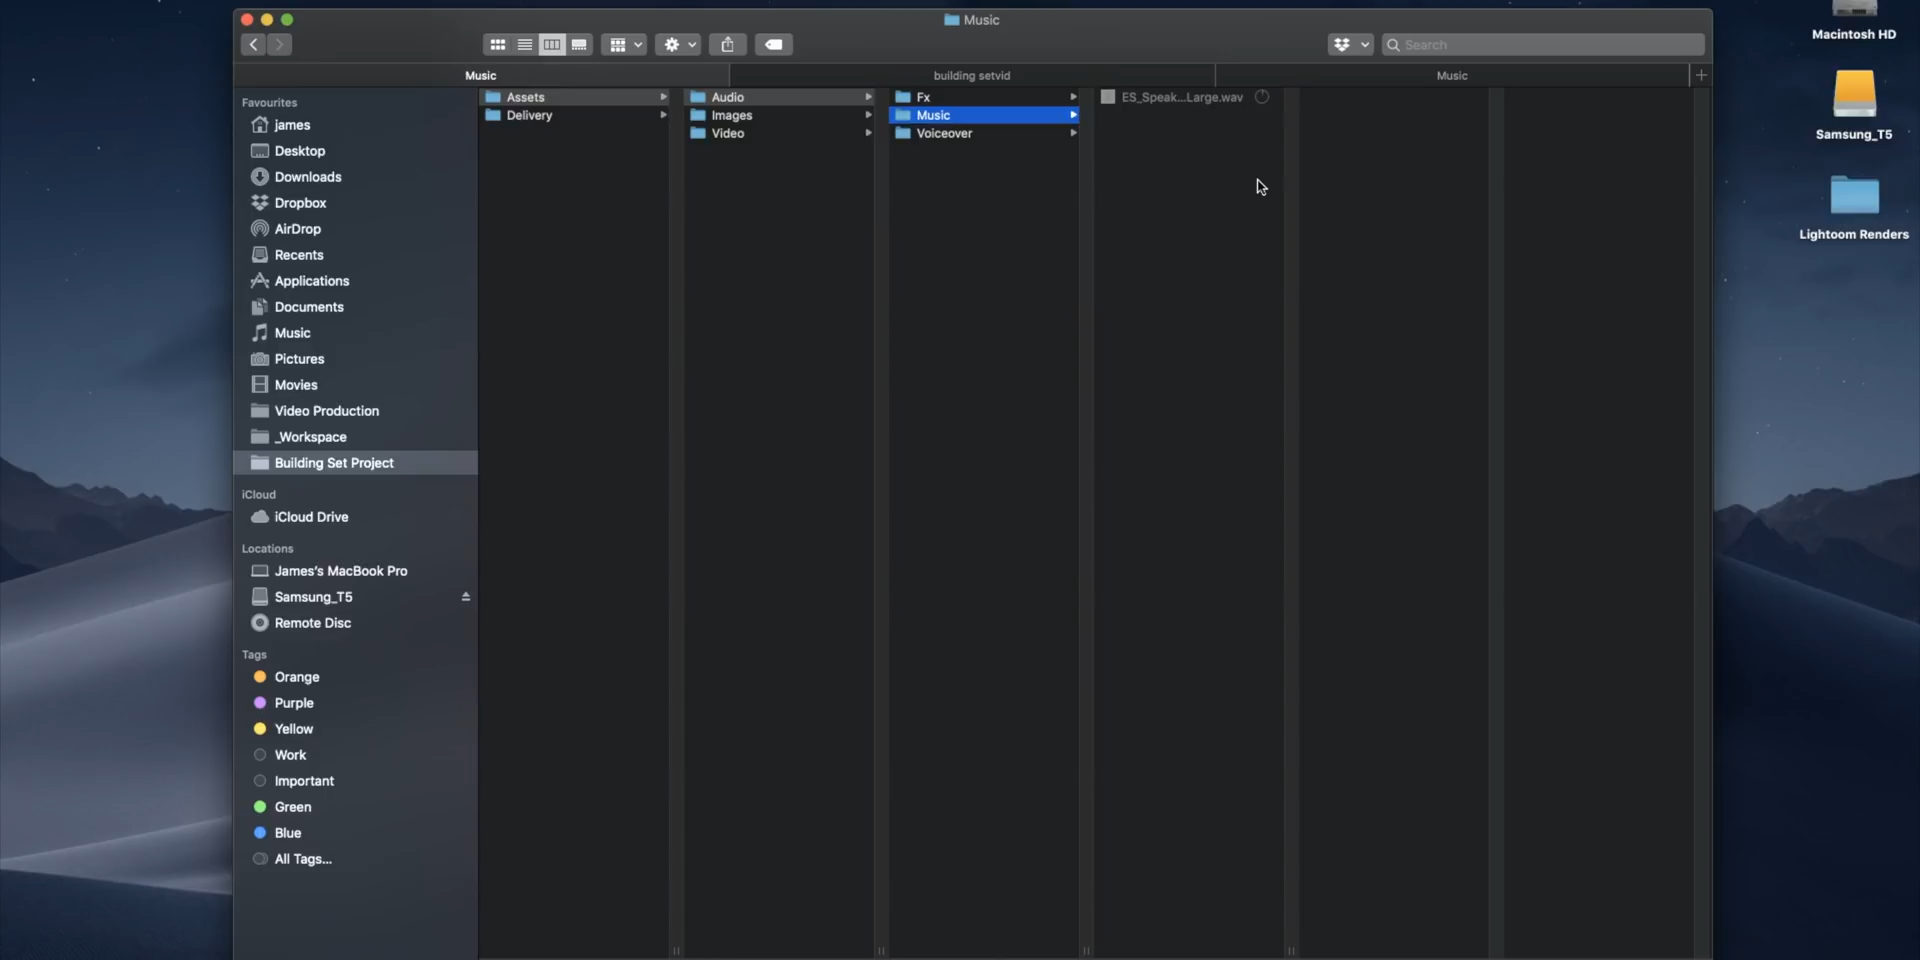 Music
Search
Music
building setvid
Music
Favourites
james
Desktop
Downloads
Dropbox
AirDrop
Recents
Applications
Documents
Music
Pictures
Movies
Video Production
_Workspace
Building Set Project
iCloud
iCloud Drive
Locations
James's MacBook Pro
Samsung_T5
Remote Disc
Tags
Orange
Purple
Yellow
Work
Important
Green
Blue
All Tags...
Assets
Delivery
Audio
Images
Video
Fx
Music
Voiceover
ES_Speak...Large.wav
Macintosh HD
Samsung_T5
Lightoom Renders